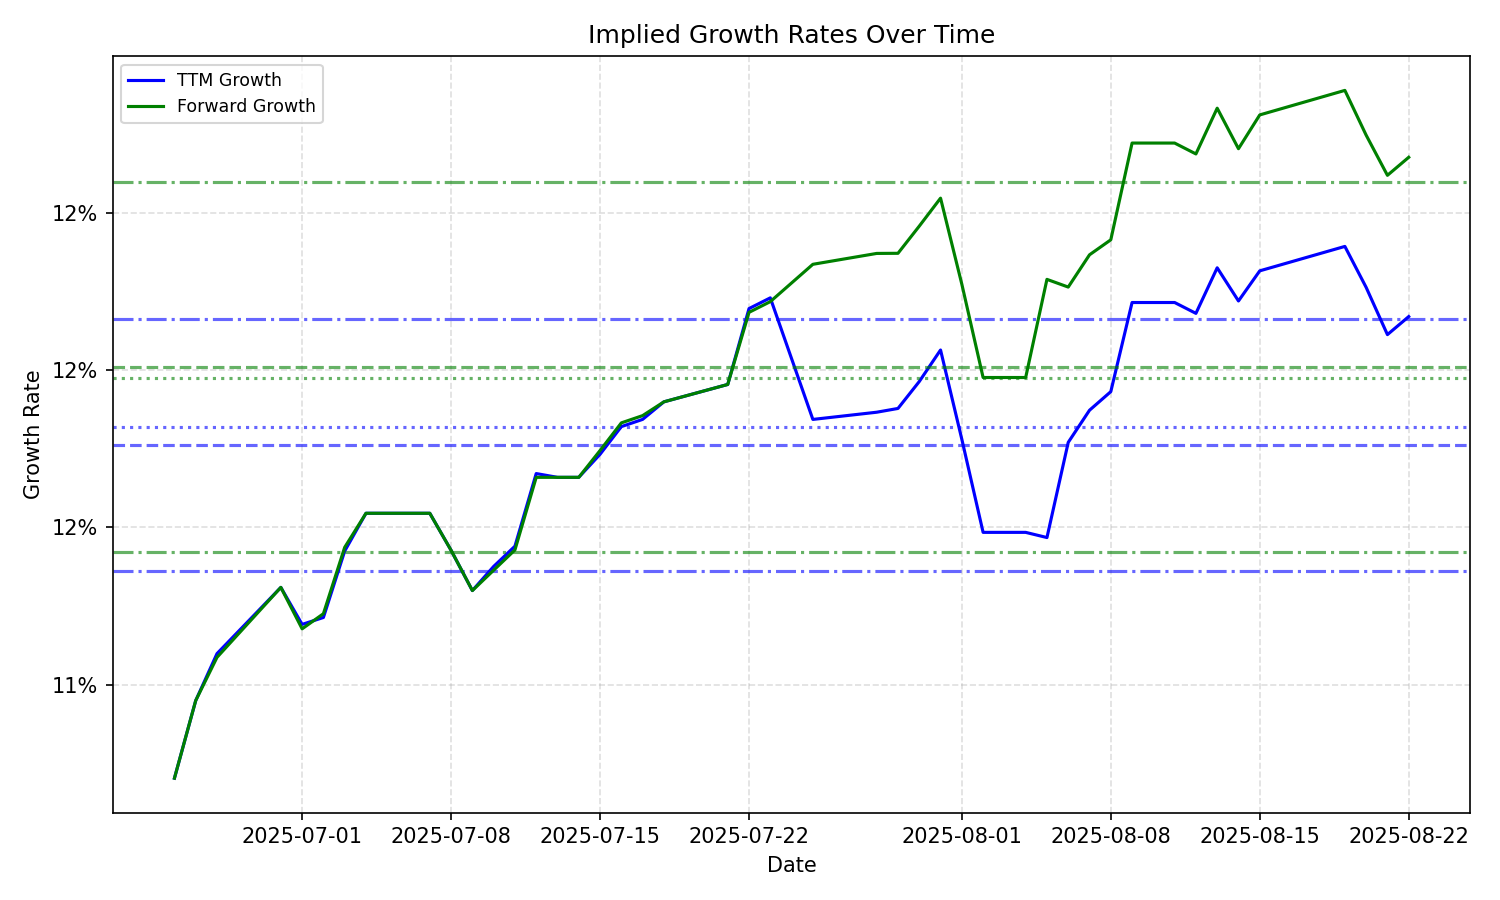 Implied Growth Rates Over Time
TTM Growth
Forward Growth
12%
12%
12%
11%
Growth Rate
2025-07-01
2025-07-08
2025-07-15
2025-07-22
2025-08-01
2025-08-08
2025-08-15
2025-08-22
Date